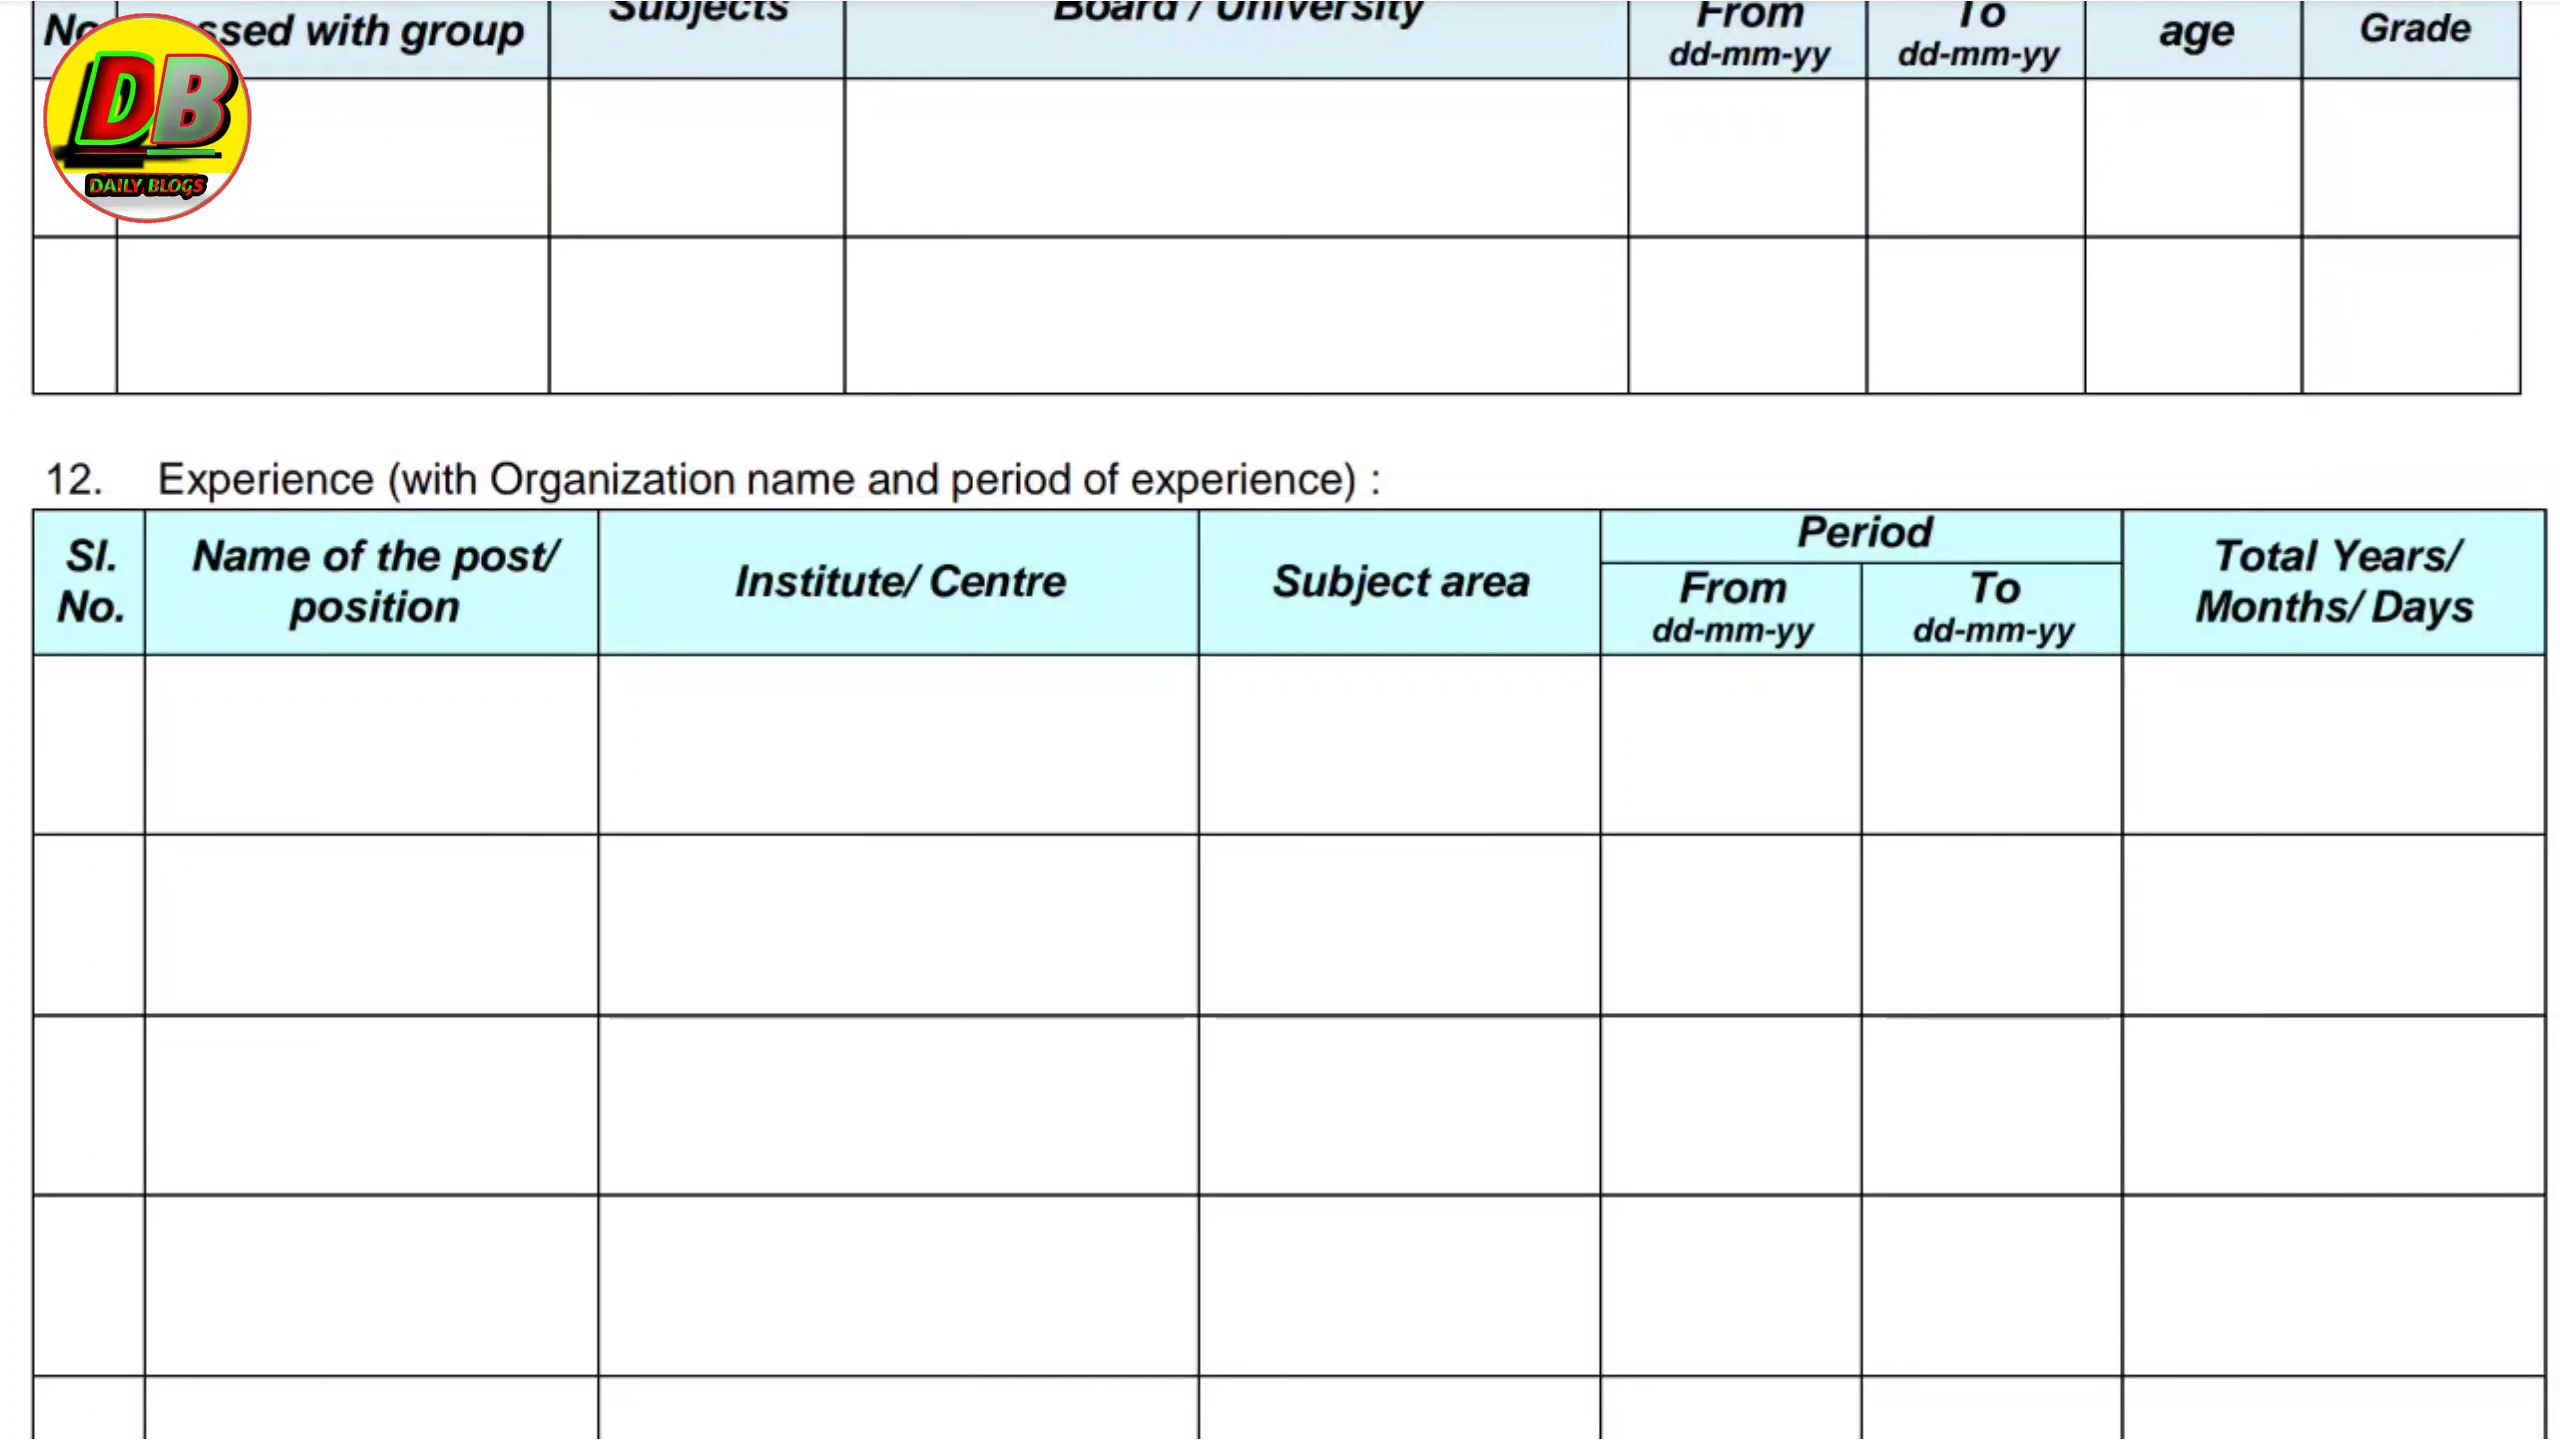 Subjects Board / University From To
No ssed with group dd-mm-yy dd-mm-yy age Grade
DB
DAILY BLOGS
12. Experience (with Organization name and period of experience) :
Sl. No. Name of the post/ position Institute/ Centre Subject area Period Total Years/ Months/ Days
From dd-mm-yy To dd-mm-yy